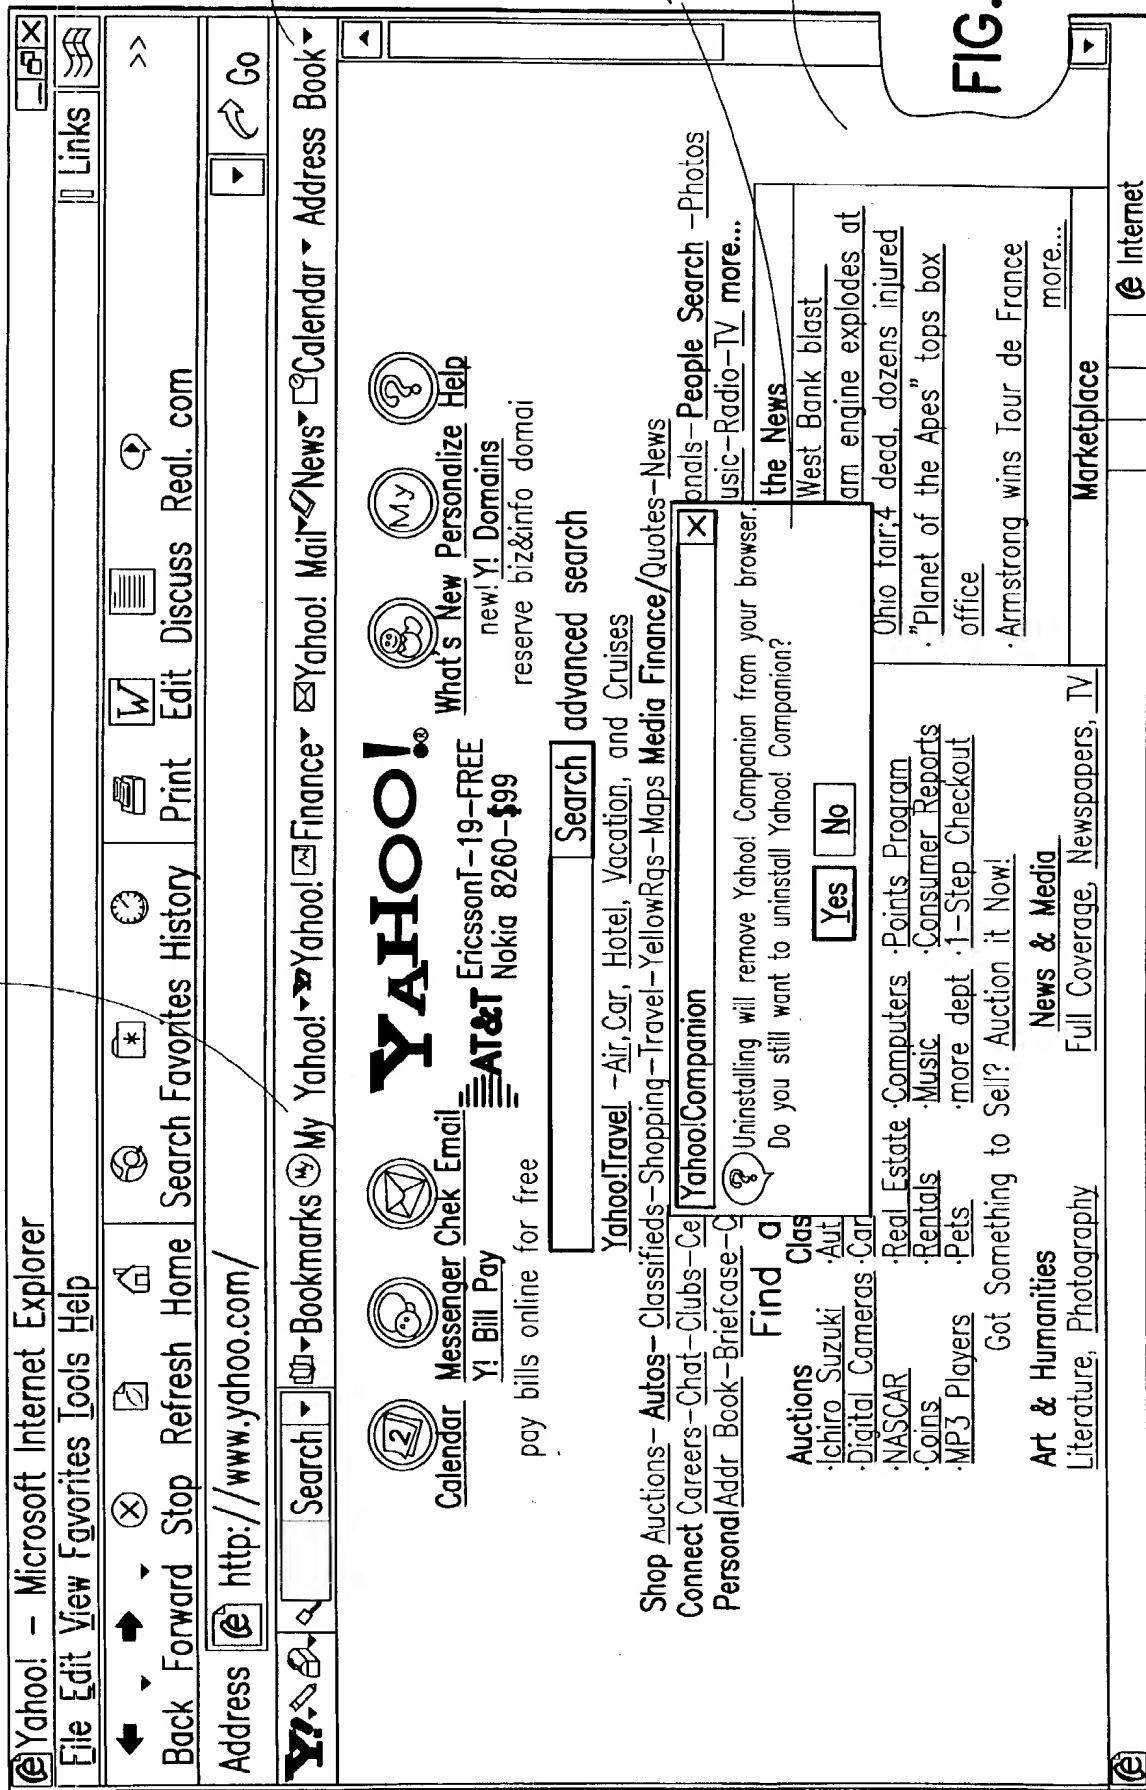 Yahoo! – Microsoft Internet Explorer
File Edit View Favorites Tools Help
Links
Back Forward Stop Refresh Home Search Favorites History Print Edit Discuss Real. com >>
Address http://www.yahoo.com/ Go
Y! Search Bookmarks My Yahoo! Yahoo! Finance Yahoo! Mail News Calendar Address Book
2 My
YAHOO!®
Calendar Messenger Chek Email What's New Personalize Help
Y! Bill Pay
pay bills online for free
AT&T EricssonT-19-FREE
Nokia 8260-$99
new! Y! Domains
reserve biz&info domai
Search advanced search
Yahoo!Travel -Air, Car, Hotel, Vacation, and Cruises
Shop Auctions- Autos- Classifieds-Shopping-Travel-YellowRgs-Maps Media Finance/Quotes-News
Connect Careers-Chat-Clubs-Ce
onals-People Search -Photos
PersonalAddr Book-Briefcase-C
usic-Radio-TV more...
Yahoo!Companion X
Uninstalling will remove Yahoo! Companion from your browser.
Do you still want to uninstall Yahoo! Companion?
Yes No
Find a
Auctions
·Ichiro Suzuki
·Digital Cameras
·NASCAR
·Coins
·MP3 Players
Clas
·Aut
·Car
·Real Estate ·Computers ·Points Program
·Rentals ·Music ·Consumer Reports
·Pets ·more dept ·1-Step Checkout
Got Something to Sell? Auction it Now!
Art & Humanities
Literature, Photography
News & Media
Full Coverage, Newspapers, TV
the News
West Bank blast
am engine explodes at
Ohio fair;4 dead, dozens injured
·"Planet of the Apes" tops box
office
·Armstrong wins Tour de France
more...
Marketplace
Internet
FIG.